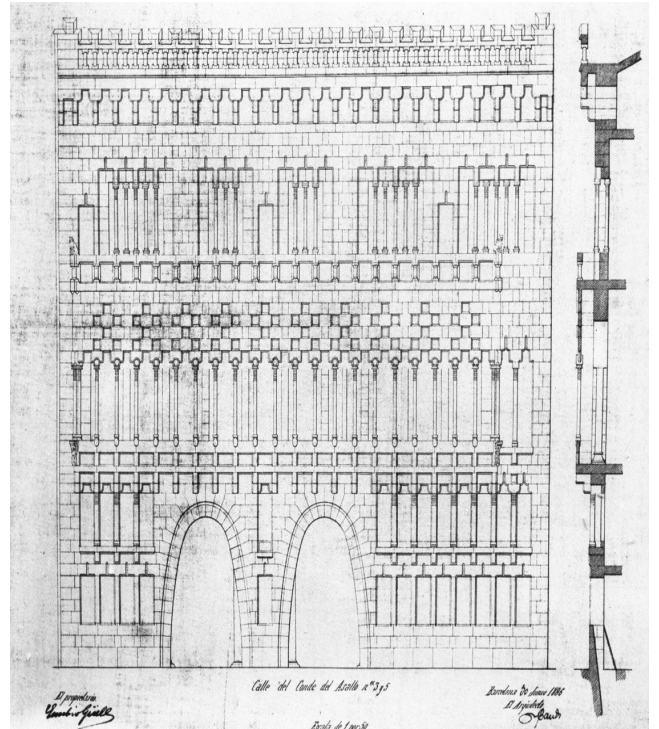 Calle del Conde del Asalto nos 3 y 5
El propietario
Eusebio Güell
Barcelona 30 Junio 1886
El Arquitecto
Gaudí
Escala de 1 por 50